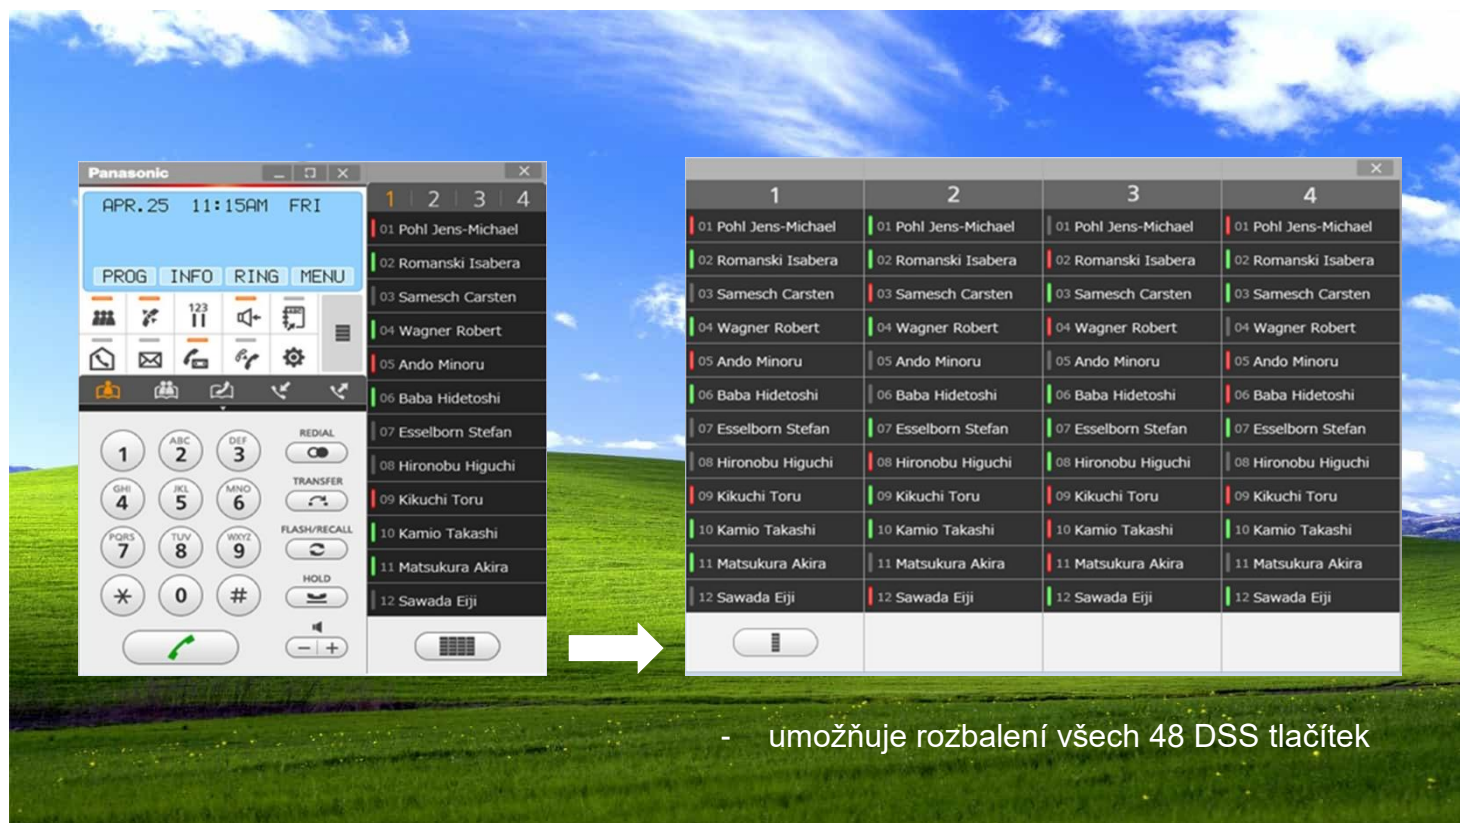 Panasonic
APR.25 11:15AM FRI
PROG INFO RING MENU
123
1 2 3 4
01 Pohl Jens-Michael
02 Romanski Isabera
03 Samesch Carsten
04 Wagner Robert
05 Ando Minoru
06 Baba Hidetoshi
07 Esselborn Stefan
08 Hironobu Higuchi
09 Kikuchi Toru
10 Kamio Takashi
11 Matsukura Akira
12 Sawada Eiji
1 ABC 2 DEF 3 REDIAL
GHI 4 JKL 5 MNO 6 TRANSFER
PQRS 7 TUV 8 WXYZ 9 FLASH/RECALL
* 0 # HOLD
- +
1 2 3 4
01 Pohl Jens-Michael 01 Pohl Jens-Michael 01 Pohl Jens-Michael 01 Pohl Jens-Michael
02 Romanski Isabera 02 Romanski Isabera 02 Romanski Isabera 02 Romanski Isabera
03 Samesch Carsten 03 Samesch Carsten 03 Samesch Carsten 03 Samesch Carsten
04 Wagner Robert 04 Wagner Robert 04 Wagner Robert 04 Wagner Robert
05 Ando Minoru 05 Ando Minoru 05 Ando Minoru 05 Ando Minoru
06 Baba Hidetoshi 06 Baba Hidetoshi 06 Baba Hidetoshi 06 Baba Hidetoshi
07 Esselborn Stefan 07 Esselborn Stefan 07 Esselborn Stefan 07 Esselborn Stefan
08 Hironobu Higuchi 08 Hironobu Higuchi 08 Hironobu Higuchi 08 Hironobu Higuchi
09 Kikuchi Toru 09 Kikuchi Toru 09 Kikuchi Toru 09 Kikuchi Toru
10 Kamio Takashi 10 Kamio Takashi 10 Kamio Takashi 10 Kamio Takashi
11 Matsukura Akira 11 Matsukura Akira 11 Matsukura Akira 11 Matsukura Akira
12 Sawada Eiji 12 Sawada Eiji 12 Sawada Eiji 12 Sawada Eiji
- umožňuje rozbalení všech 48 DSS tlačítek